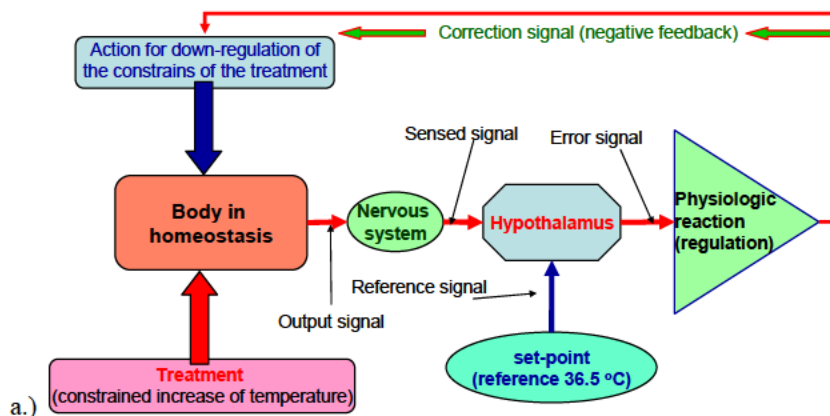 Action for down-regulation of
the constrains of the treatment
Correction signal (negative feedback)
Sensed signal
Error signal
Body in
homeostasis
Nervous
system
Hypothalamus
Physiologic
reaction
(regulation)
Reference signal
Output signal
set-point
(reference 36.5 °C)
Treatment
(constrained increase of temperature)
a.)